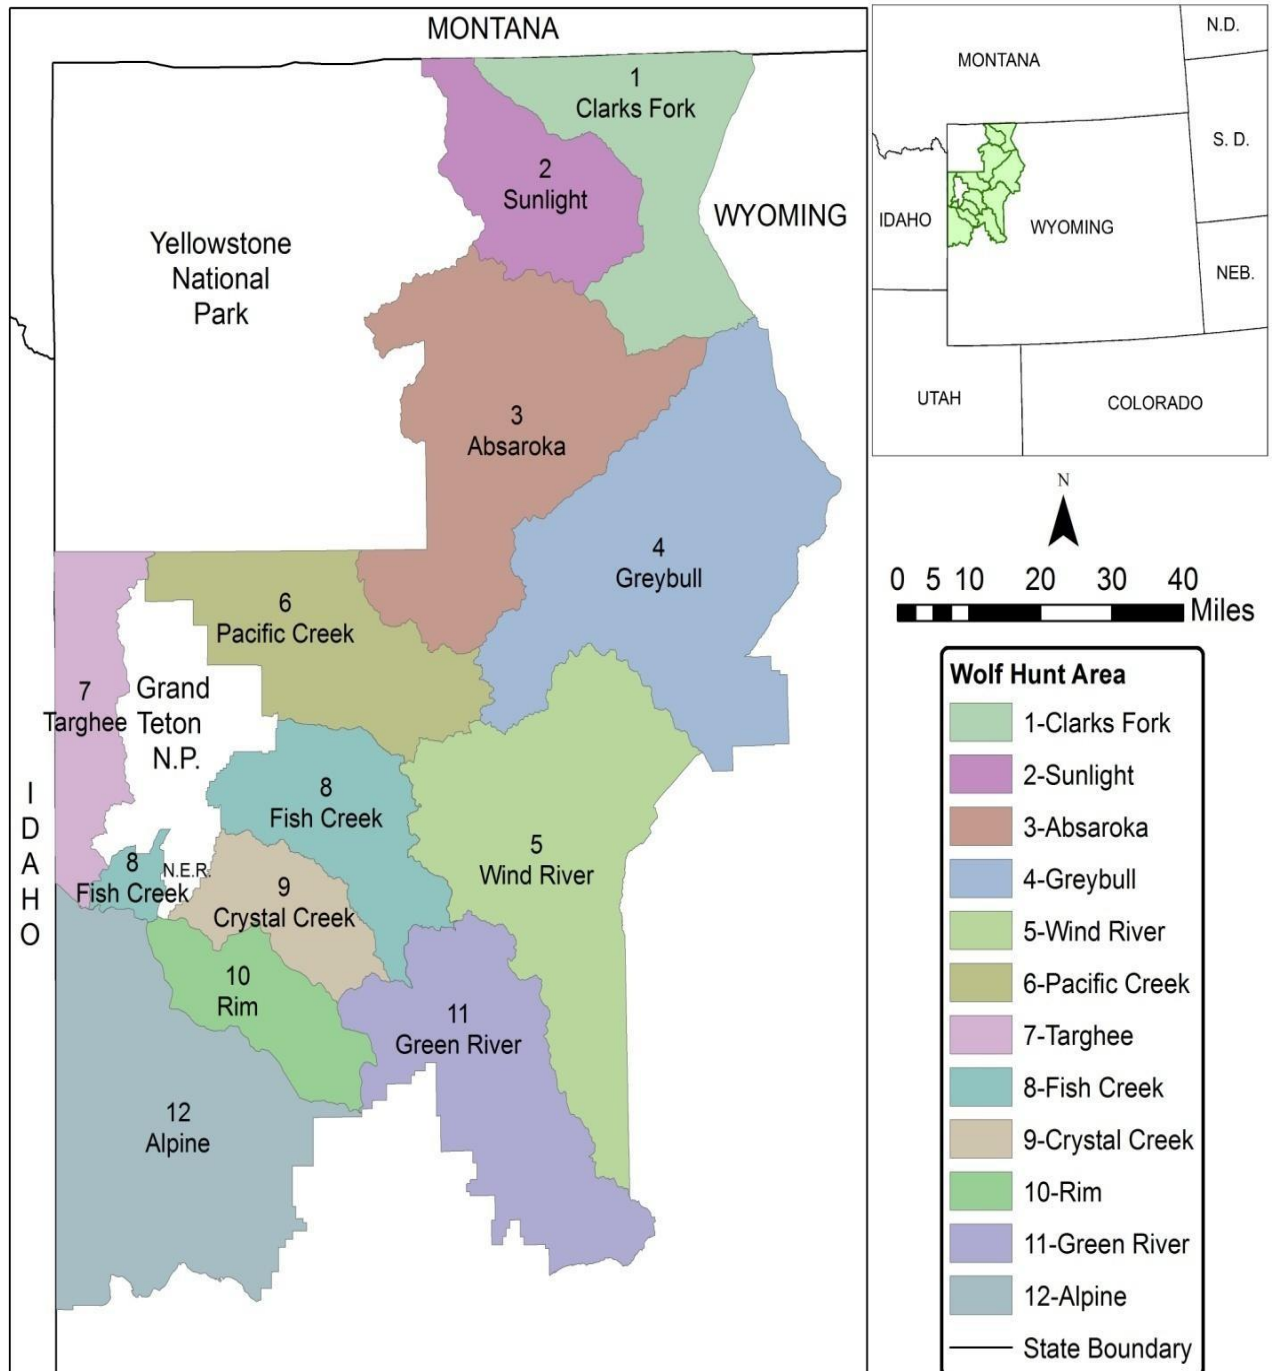 MONTANA
1
Clarks Fork
2
Sunlight
WYOMING
Yellowstone
National
Park
3
Absaroka
4
Greybull
6
Pacific Creek
7
Targhee
Grand
Teton
N.P.
8
Fish Creek
5
Wind River
I
D
A
H
O
8
Fish Creek
N.E.R.
9
Crystal Creek
10
Rim
11
Green River
12
Alpine
N.D.
MONTANA
S. D.
IDAHO
WYOMING
NEB.
UTAH
COLORADO
N
0 5 10 20 30 40
Miles
Wolf Hunt Area
1-Clarks Fork
2-Sunlight
3-Absaroka
4-Greybull
5-Wind River
6-Pacific Creek
7-Targhee
8-Fish Creek
9-Crystal Creek
10-Rim
11-Green River
12-Alpine
State Boundary